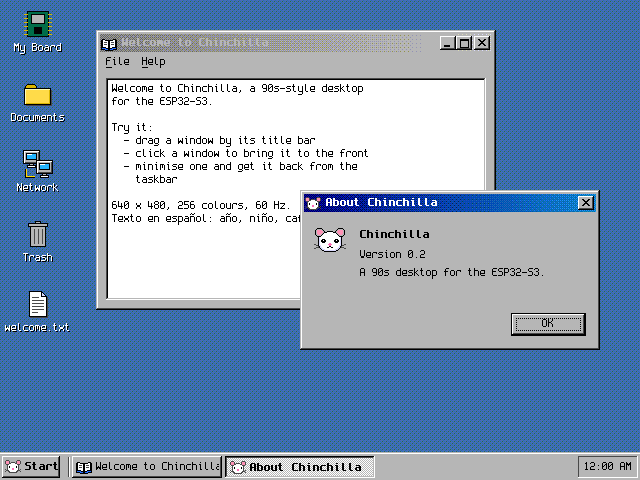 My Board
Documents
Network
Trash
welcome.txt
Welcome to Chinchilla
File Help
Welcome to Chinchilla, a 90s-style desktop
for the ESP32-S3.
Try it:
- drag a window by its title bar
- click a window to bring it to the front
- minimise one and get it back from the
taskbar
640 x 480, 256 colours, 60 Hz.
Texto en español: año, niño,
About Chinchilla
Chinchilla
Version 0.2
A 90s desktop for the ESP32-S3.
OK
Start
Welcome to Chinchilla
About Chinchilla
12:00 AM